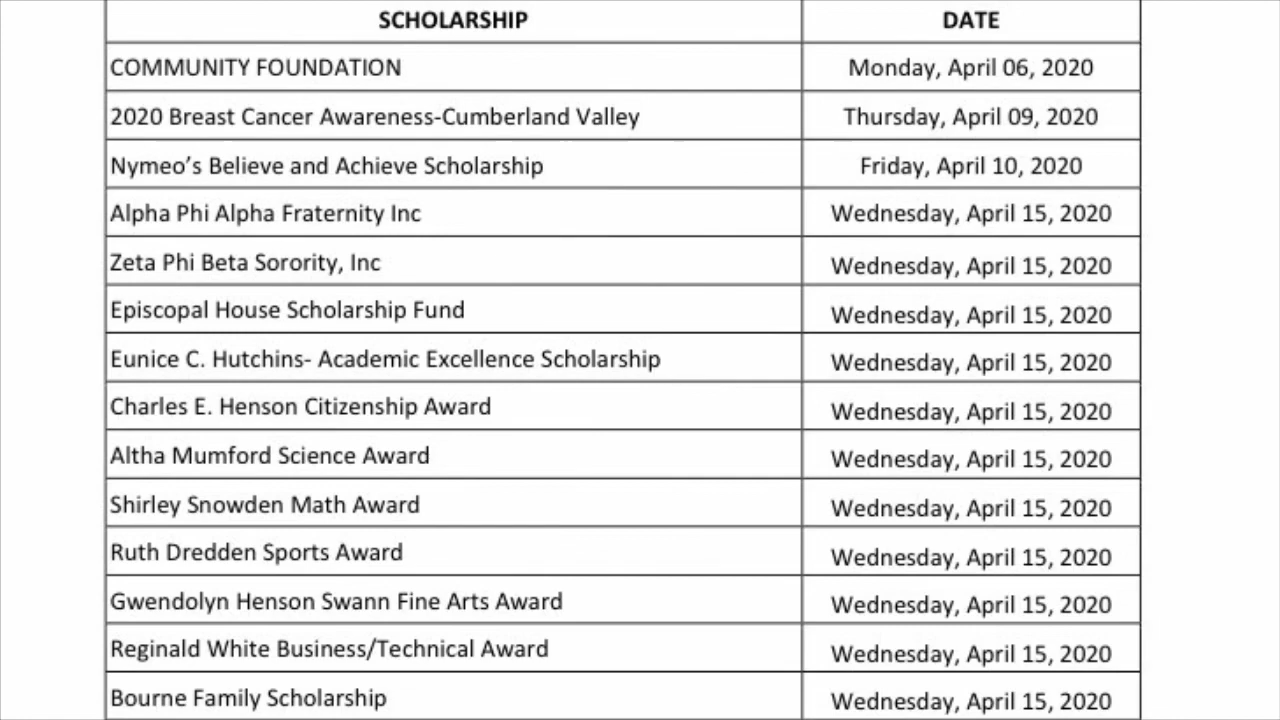 SCHOLARSHIP DATE
COMMUNITY FOUNDATION Monday, April 06, 2020
2020 Breast Cancer Awareness-Cumberland Valley Thursday, April 09, 2020
Nymeo’s Believe and Achieve Scholarship Friday, April 10, 2020
Alpha Phi Alpha Fraternity Inc Wednesday, April 15, 2020
Zeta Phi Beta Sorority, Inc Wednesday, April 15, 2020
Episcopal House Scholarship Fund Wednesday, April 15, 2020
Eunice C. Hutchins- Academic Excellence Scholarship Wednesday, April 15, 2020
Charles E. Henson Citizenship Award Wednesday, April 15, 2020
Altha Mumford Science Award Wednesday, April 15, 2020
Shirley Snowden Math Award Wednesday, April 15, 2020
Ruth Dredden Sports Award Wednesday, April 15, 2020
Gwendolyn Henson Swann Fine Arts Award Wednesday, April 15, 2020
Reginald White Business/Technical Award Wednesday, April 15, 2020
Bourne Family Scholarship Wednesday, April 15, 2020